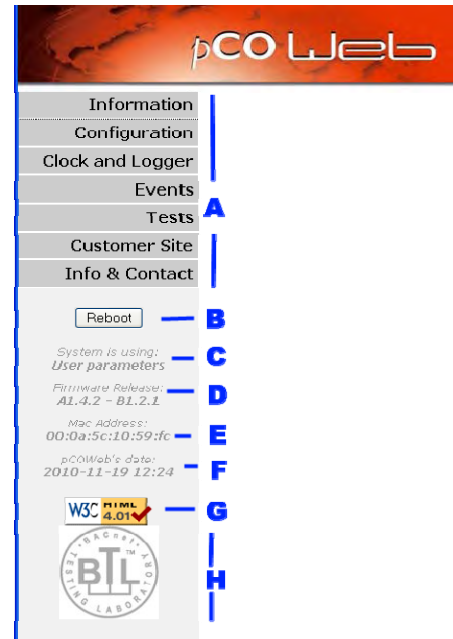 pCO Web
Information
Configuration
Clock and Logger
Events
Tests
A
Customer Site
Info & Contact
Reboot
B
System is using:
User parameters
C
Firmware Release:
A1.4.2 - B1.2.1
D
Mac Address:
00:0a:5c:10:59:fc
E
pCOWeb's date:
2010-11-19 12:24
F
W3C HTML 4.01
G
BACnet TESTING LABORATORY
BTL TM
H